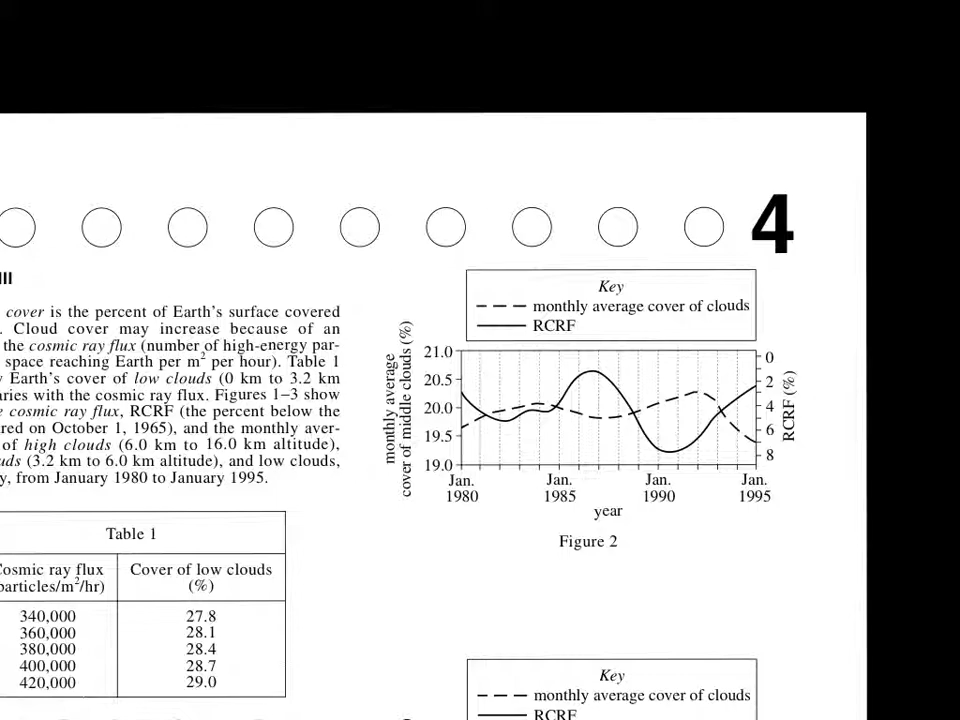 4
III
cover is the percent of Earth's surface covered
. Cloud cover may increase because of an
the cosmic ray flux (number of high-energy par-
space reaching Earth per m² per hour). Table 1
Earth's cover of low clouds (0 km to 3.2 km
aries with the cosmic ray flux. Figures 1–3 show
cosmic ray flux, RCRF (the percent below the
red on October 1, 1965), and the monthly aver-
of high clouds (6.0 km to 16.0 km altitude),
uds (3.2 km to 6.0 km altitude), and low clouds,
y, from January 1980 to January 1995.
Table 1
Cosmic ray flux
particles/m²/hr)
Cover of low clouds
(%)
340,000 27.8
360,000 28.1
380,000 28.4
400,000 28.7
420,000 29.0
Key
monthly average cover of clouds
RCRF
monthly average
cover of middle clouds (%)
21.0
20.5
20.0
19.5
19.0
0
2
4
6
8
RCRF (%)
Jan. Jan. Jan. Jan.
1980 1985 1990 1995
year
Figure 2
Key
monthly average cover of clouds
RCRF